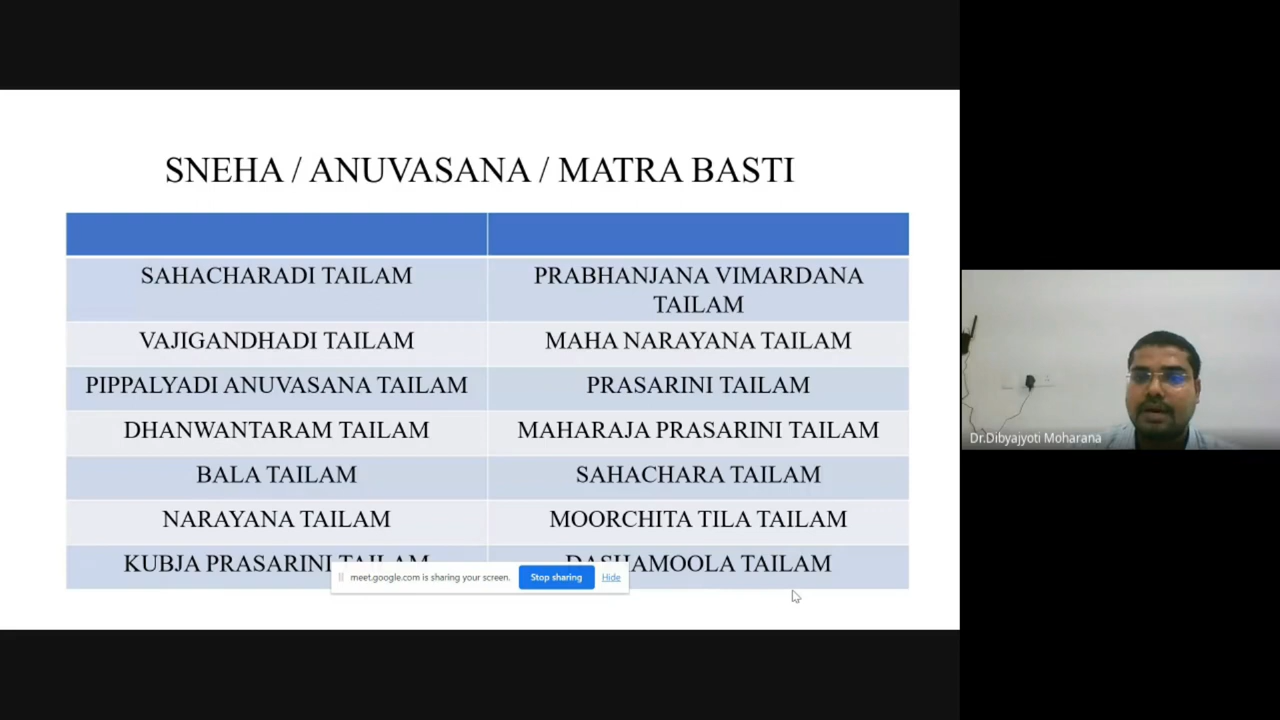 SNEHA / ANUVASANA / MATRA BASTI
SAHACHARADI TAILAM
PRABHANJANA VIMARDANA
TAILAM
VAJIGANDHADI TAILAM
MAHA NARAYANA TAILAM
PIPPALYADI ANUVASANA TAILAM
PRASARINI TAILAM
DHANWANTARAM TAILAM
MAHARAJA PRASARINI TAILAM
BALA TAILAM
SAHACHARA TAILAM
NARAYANA TAILAM
MOORCHITA TILA TAILAM
KUBJA PRASARINI TAILAM
DASHAMOOLA TAILAM
meet.google.com is sharing your screen.
Stop sharing
Hide
Dr.Dibyajyoti Moharana